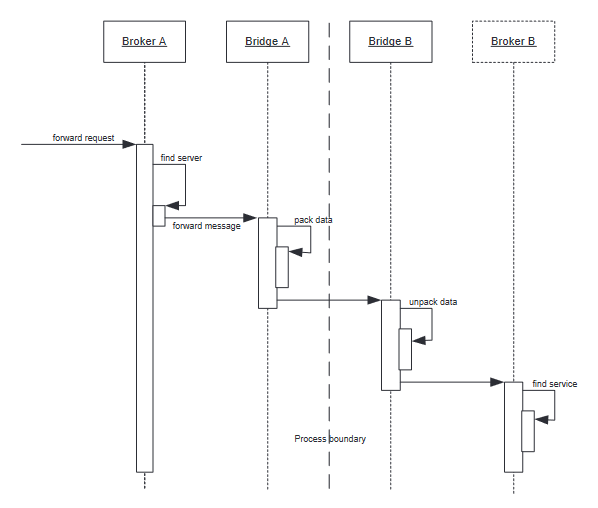 Broker A
Bridge A
Bridge B
Broker B
forward request
find server
forward message
pack data
unpack data
find service
Process boundary